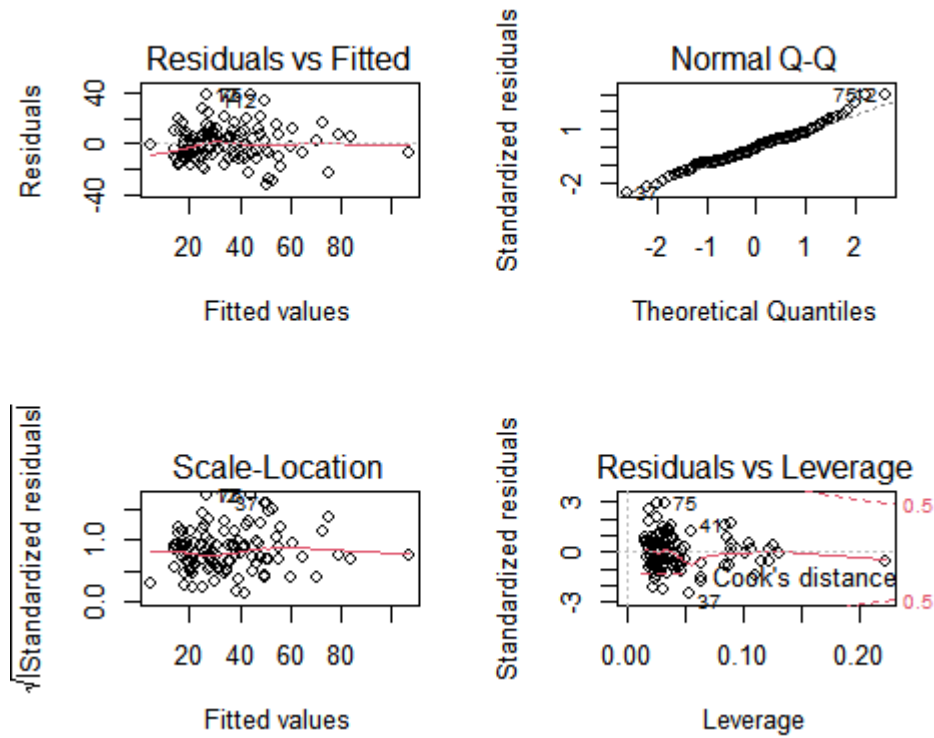 Residuals vs Fitted
Residuals
40
0
-40
112
20 40 60 80
Fitted values
Normal Q-Q
Standardized residuals
1
-2
37
-2 -1 0 1 2
Theoretical Quantiles
Scale-Location
√|Standardized residuals|
1.0
0.0
37
20 40 60 80
Fitted values
Residuals vs Leverage
Standardized residuals
3
0
-3
75
41
Cook's distance
37
0.5
0.5
0.00 0.10 0.20
Leverage